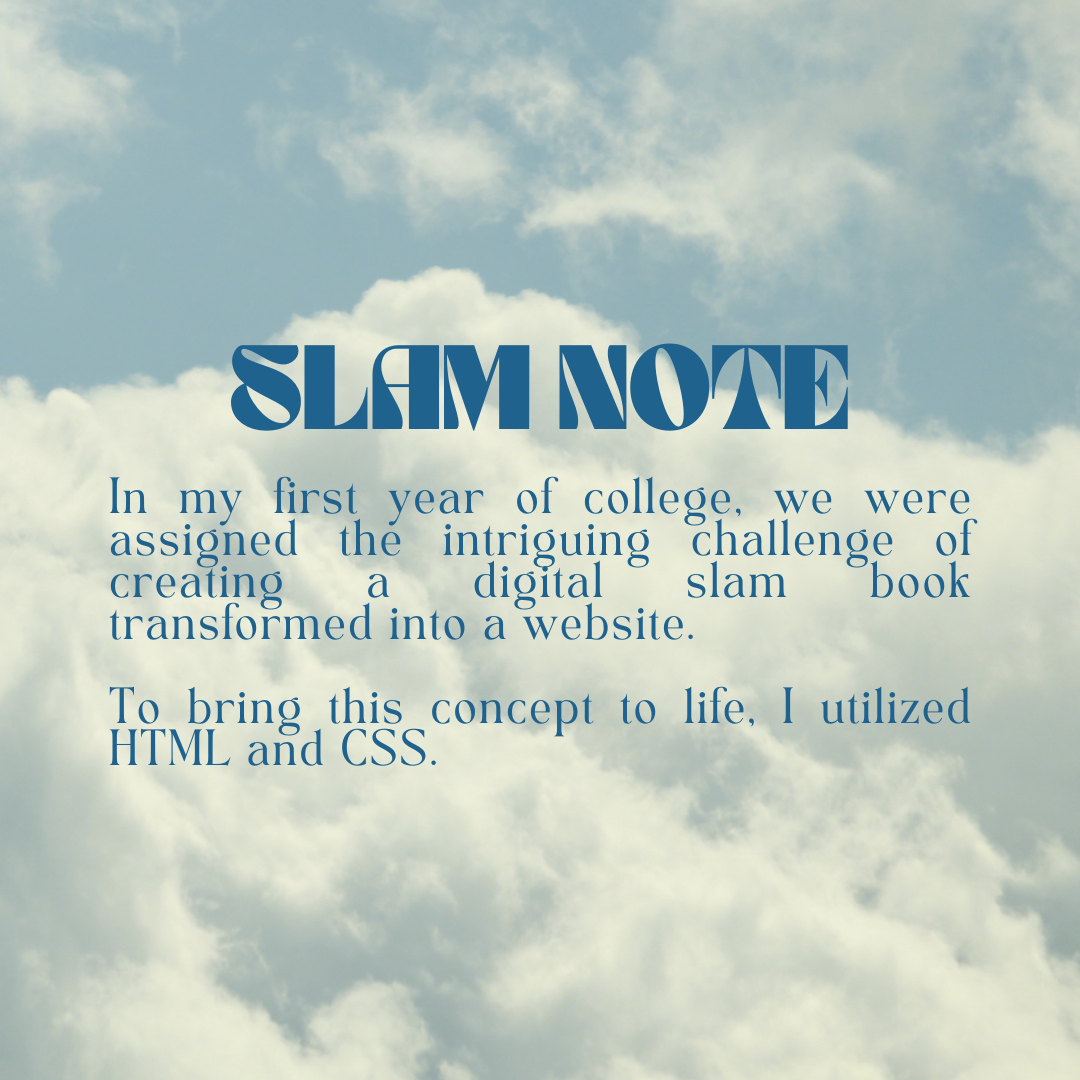 SLAM NOTE
In my first year of college, we were
assigned the intriguing challenge of
creating a digital slam book
transformed into a website.
To bring this concept to life, I utilized
HTML and CSS.